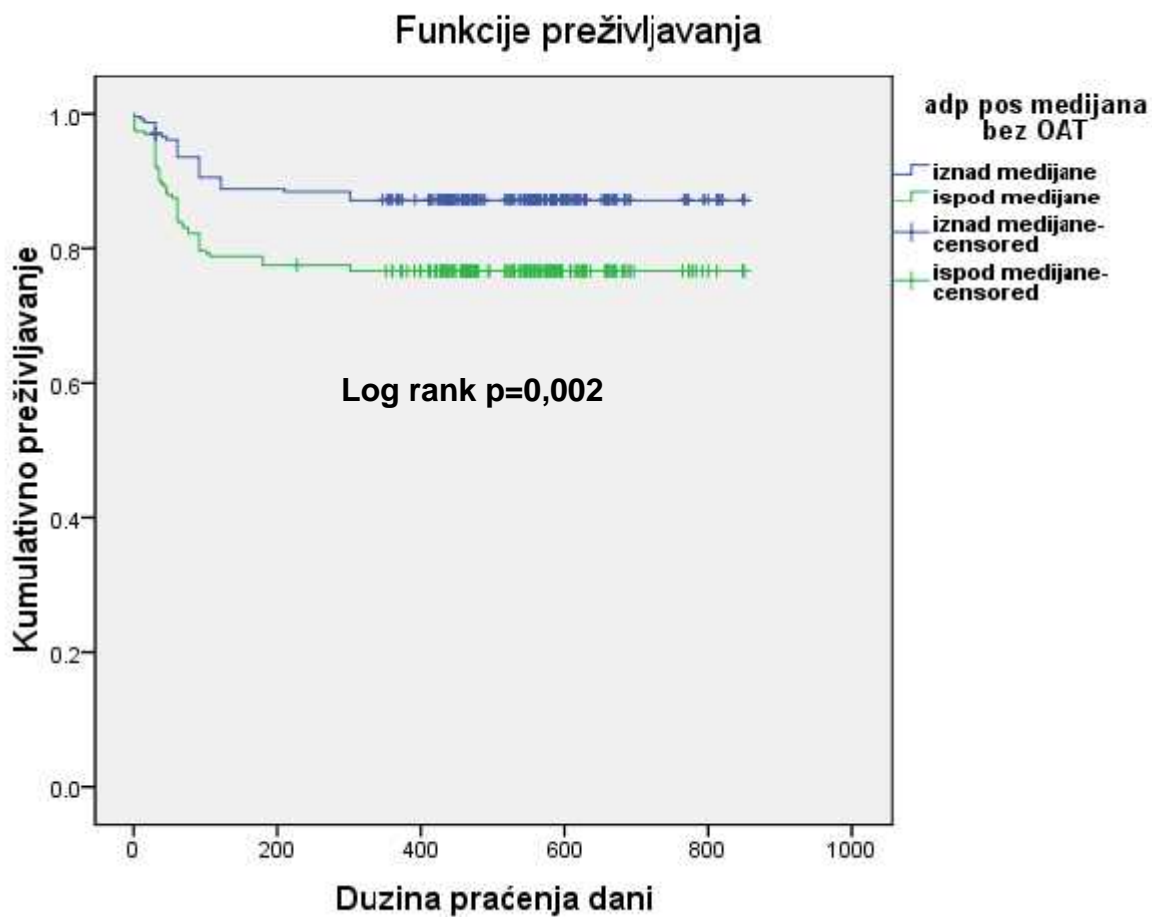 Funkcije preživljavanja
adp pos medijana
bez OAT
iznad medijane
ispod medijane
iznad medijane-
censored
ispod medijane-
censored
Kumulativno preživljavanje
1.0
0.8
0.6
0.4
0.2
0.0
Log rank p=0,002
0 200 400 600 800 1000
Duzina praćenja dani